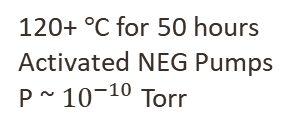 120+ °C for 50 hours
Activated NEG Pumps
P ~ 10⁻¹⁰ Torr